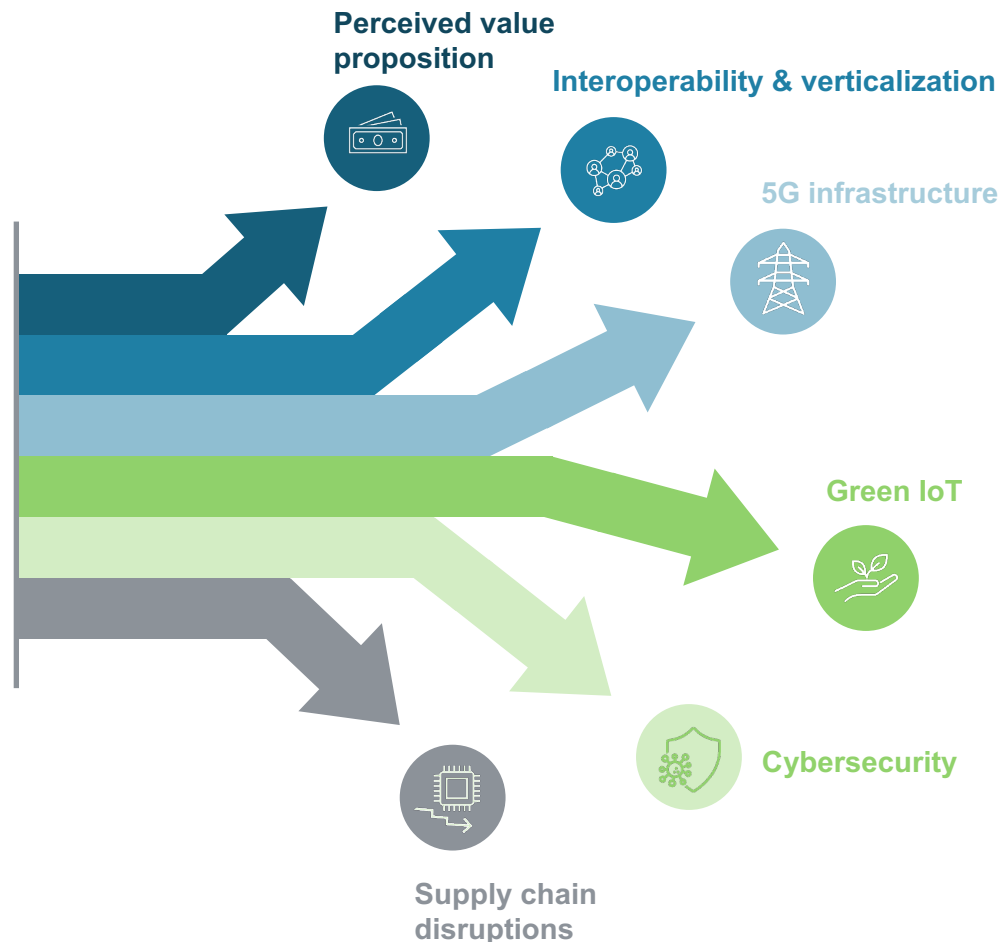 Perceived value
proposition
Interoperability & verticalization
5G infrastructure
Green IoT
Cybersecurity
Supply chain
disruptions